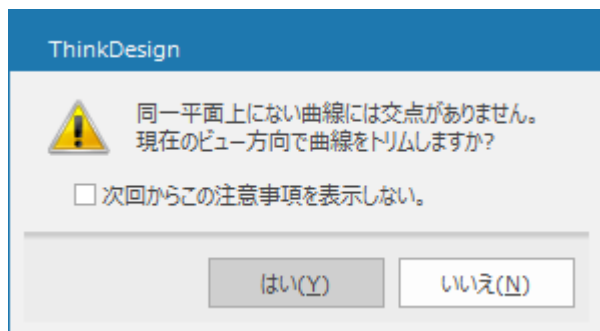 ThinkDesign
同一平面上にない曲線には交点がありません。
現在のビュー方向で曲線をトリムしますか?
次回からこの注意事項を表示しない。
はい(Y)
いいえ(N)